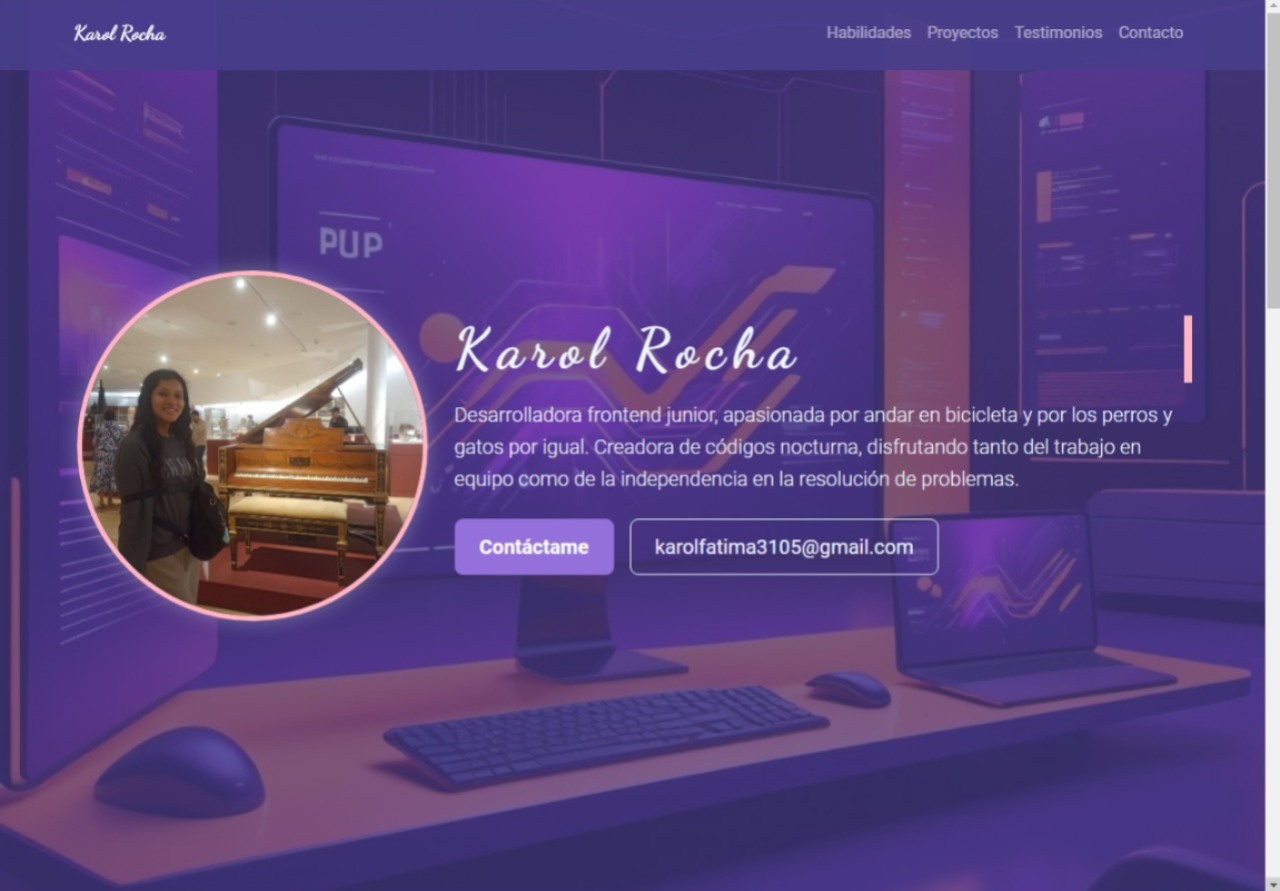 Karol Rocha
Habilidades Proyectos Testimonios Contacto
PUP
Karol Rocha
Desarrolladora frontend junior, apasionada por andar en bicicleta y por los perros y
gatos por igual. Creadora de códigos nocturna, disfrutando tanto del trabajo en
equipo como de la independencia en la resolución de problemas.
Contáctame
karolfatima3105@gmail.com